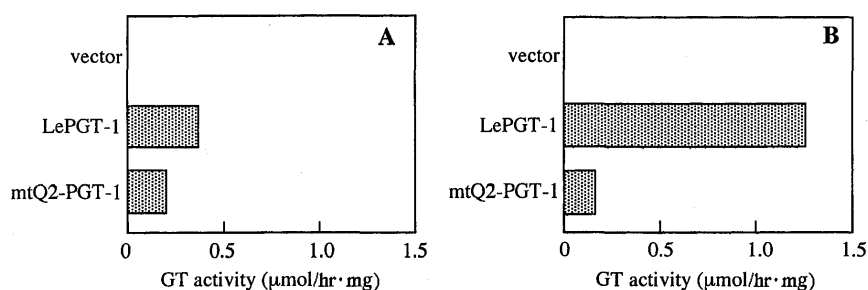 A
vector
LePGT-1
mtQ2-PGT-1
0 0.5 1.0 1.5
GT activity (μmol/hr·mg)
B
vector
LePGT-1
mtQ2-PGT-1
0 0.5 1.0 1.5
GT activity (μmol/hr·mg)